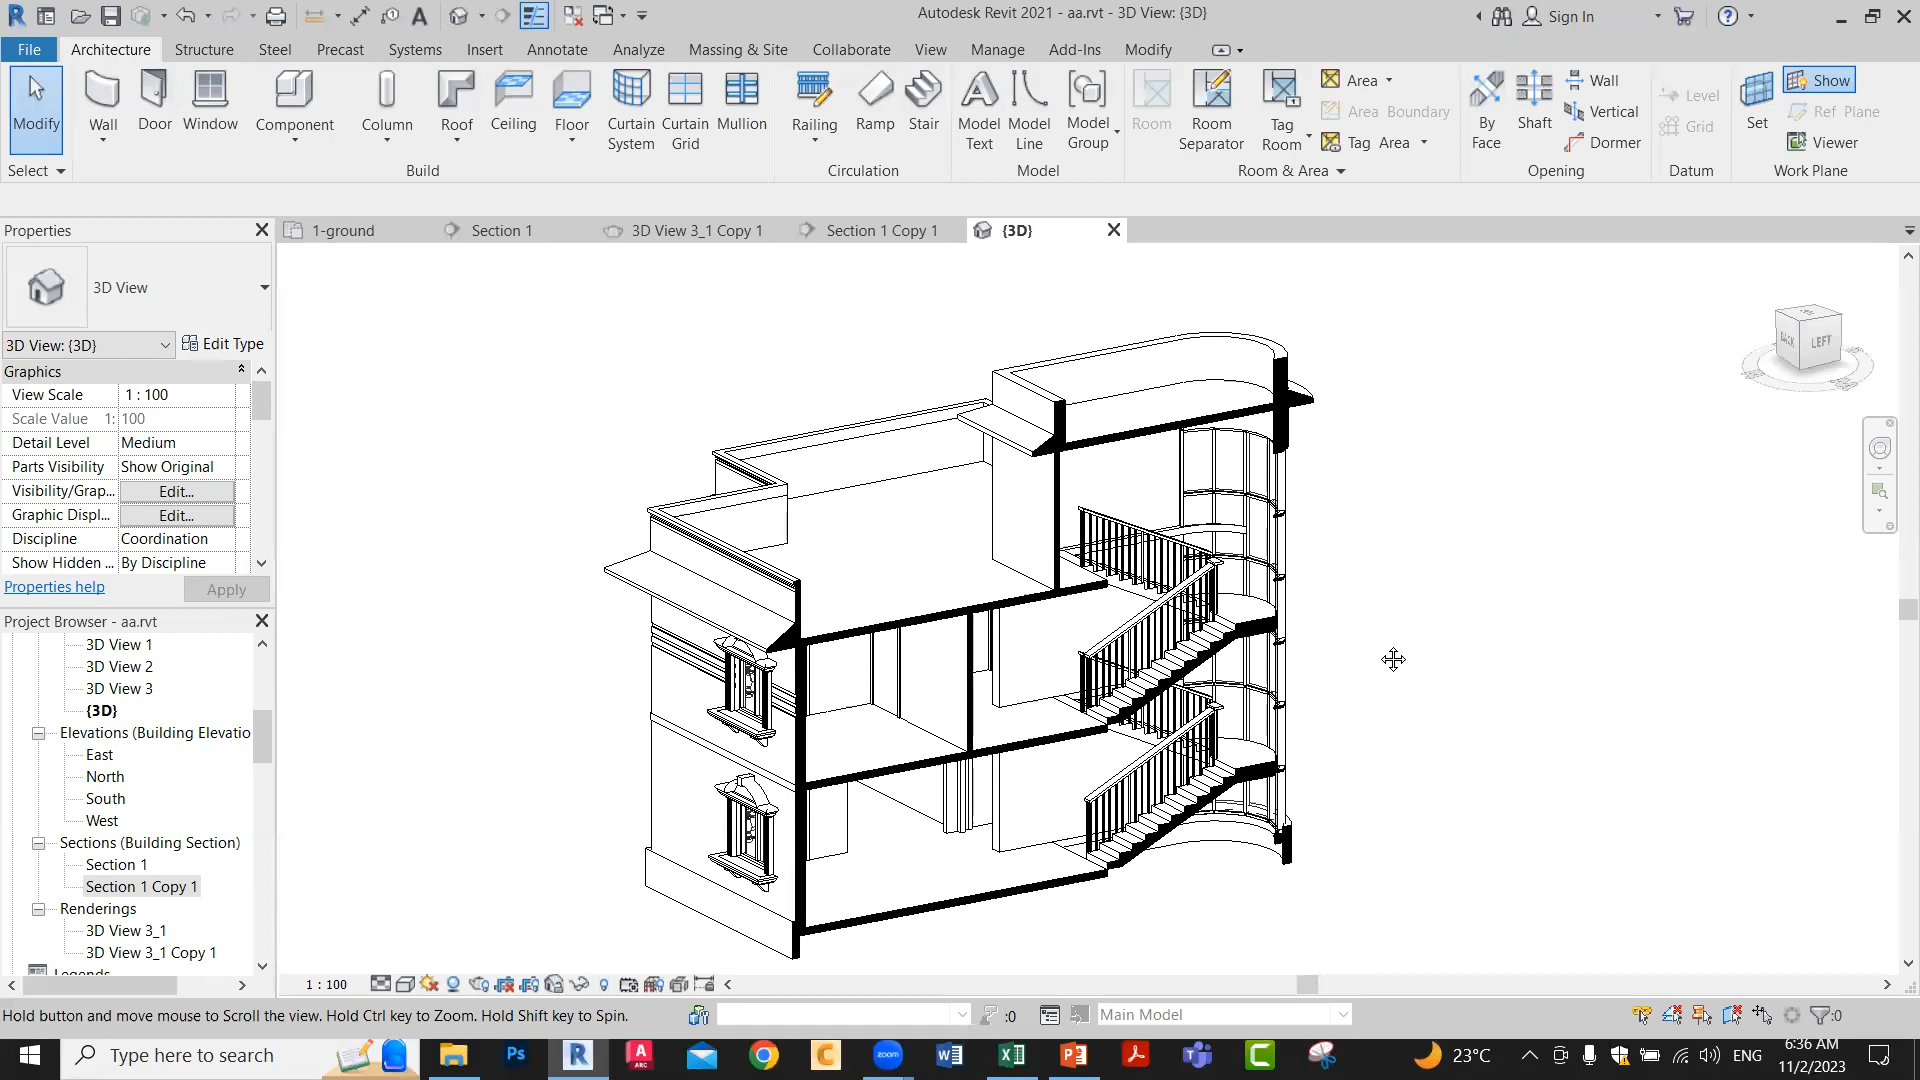 Autodesk Revit 2021 - aa.rvt - 3D View: {3D}
Sign In
File Architecture Structure Steel Precast Systems Insert Annotate Analyze Massing & Site Collaborate View Manage Add-Ins Modify
Modify Wall Door Window Component Column Roof Ceiling Floor Curtain System Curtain Grid Mullion Railing Ramp Stair Model Text Model Line Model Group Room Room Separator Tag Room
Area
Area Boundary
Tag Area
By Face Shaft Wall
Vertical
Dormer
Level
Grid
Set Show
Ref Plane
Viewer
Select Build Circulation Model Room & Area Opening Datum Work Plane
Properties
1-ground Section 1 3D View 3_1 Copy 1 Section 1 Copy 1 {3D}
3D View
3D View: {3D} Edit Type
Graphics
View Scale 1 : 100
Scale Value 1: 100
Detail Level Medium
Parts Visibility Show Original
Visibility/Grap... Edit...
Graphic Displ... Edit...
Discipline Coordination
Show Hidden ... By Discipline
Properties help Apply
BACK LEFT
Project Browser - aa.rvt
3D View 1
3D View 2
3D View 3
{3D}
Elevations (Building Elevatio
East
North
South
West
Sections (Building Section)
Section 1
Section 1 Copy 1
Renderings
3D View 3_1
3D View 3_1 Copy 1
Legends
1 : 100
Hold button and move mouse to Scroll the view. Hold Ctrl key to Zoom. Hold Shift key to Spin.
:0
Main Model
:0
Type here to search
23°C
ENG
6:36 AM
11/2/2023